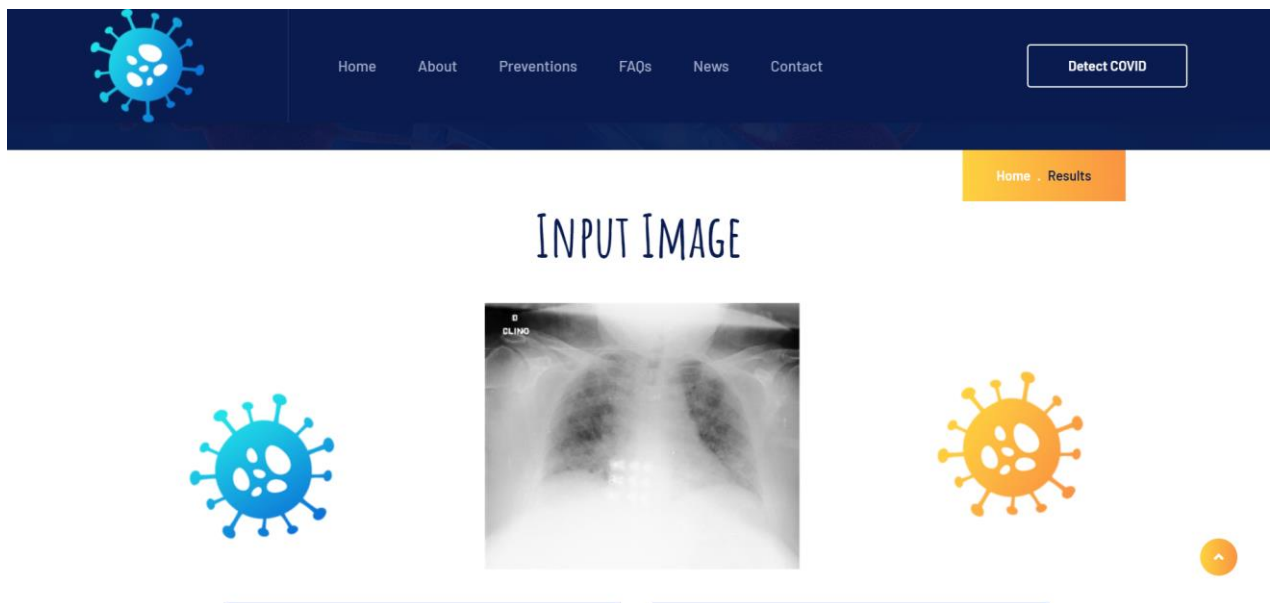 Home About Preventions FAQs News Contact Detect COVID
Home . Results
Input Image
D
CLINO